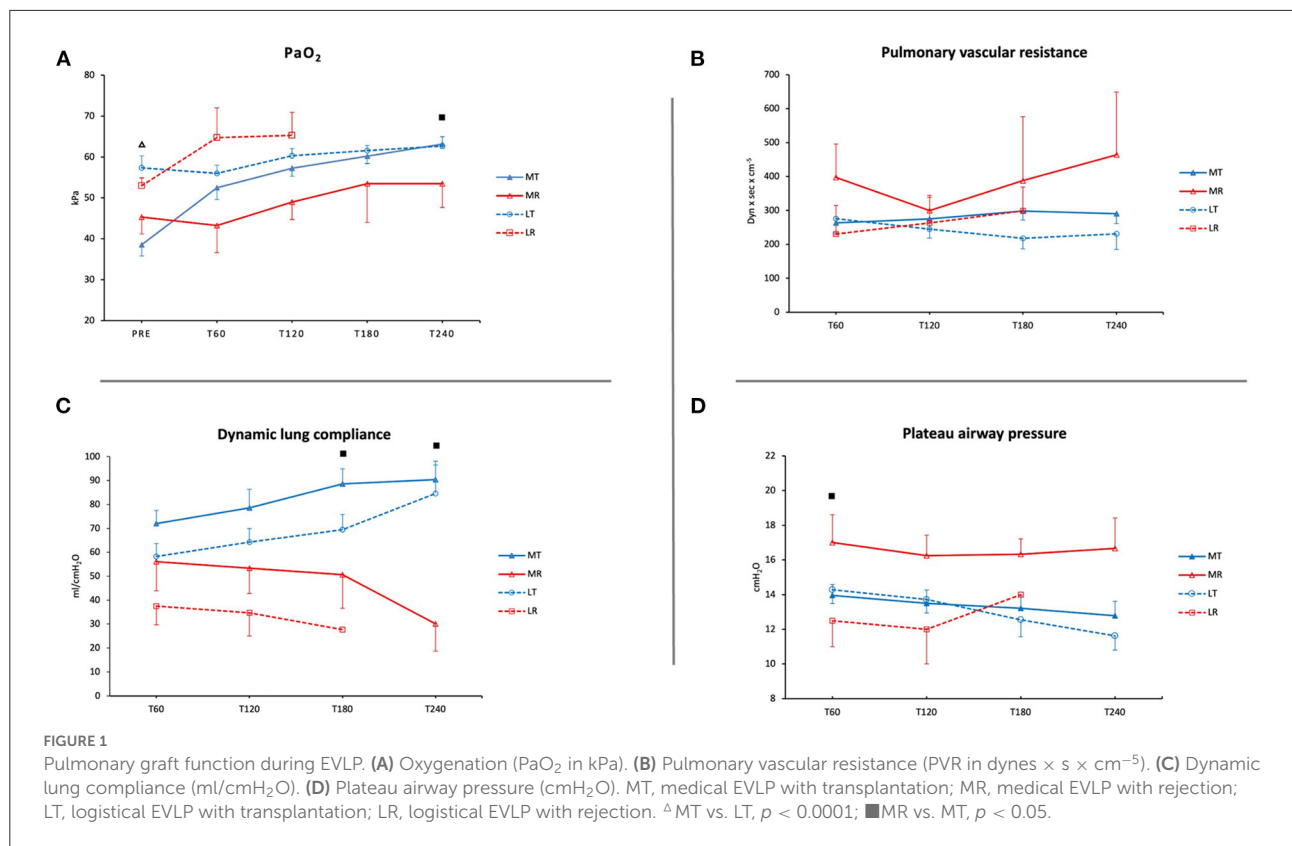 A
PaO₂
80
70
60
50
40
30
20
kPa
PRE
T60
T120
T180
T240
MT
MR
LT
LR
B
Pulmonary vascular resistance
700
600
500
400
300
200
100
0
Dyn x sec x cm⁻⁵
T60
T120
T180
T240
MT
MR
LT
LR
C
Dynamic lung compliance
100
90
80
70
60
50
40
30
20
10
0
ml/cmH₂O
T60
T120
T180
T240
MT
MR
LT
LR
D
Plateau airway pressure
22
20
18
16
14
12
10
8
cmH₂O
T60
T120
T180
T240
MT
MR
LT
LR
FIGURE 1
Pulmonary graft function during EVLP. (A) Oxygenation (PaO₂ in kPa). (B) Pulmonary vascular resistance (PVR in dynes × s × cm⁻⁵). (C) Dynamic
lung compliance (ml/cmH₂O). (D) Plateau airway pressure (cmH₂O). MT, medical EVLP with transplantation; MR, medical EVLP with rejection;
LT, logistical EVLP with transplantation; LR, logistical EVLP with rejection. △MT vs. LT, p < 0.0001; ■MR vs. MT, p < 0.05.